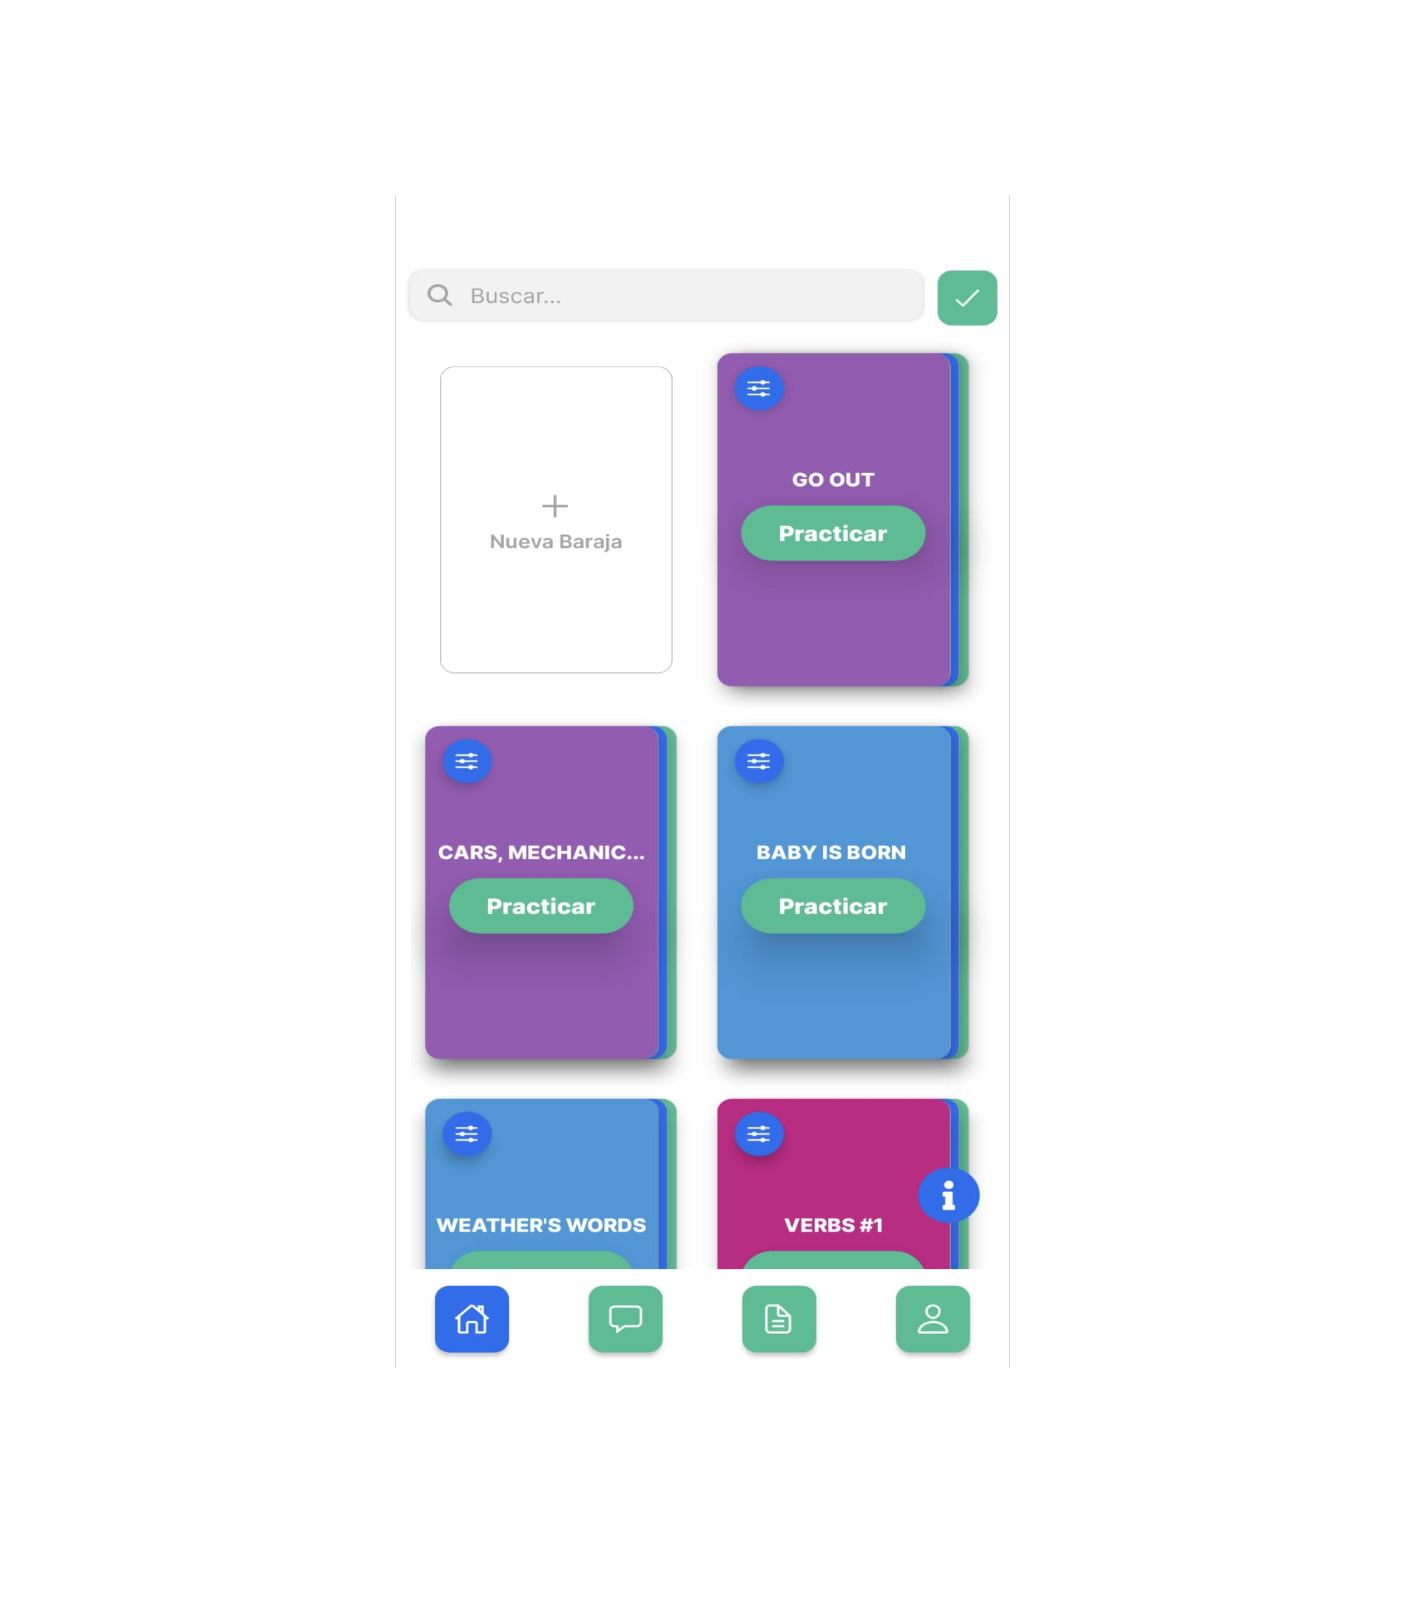 Buscar...
Nueva Baraja
GO OUT
Practicar
CARS, MECHANIC...
Practicar
BABY IS BORN
Practicar
WEATHER'S WORDS
VERBS #1